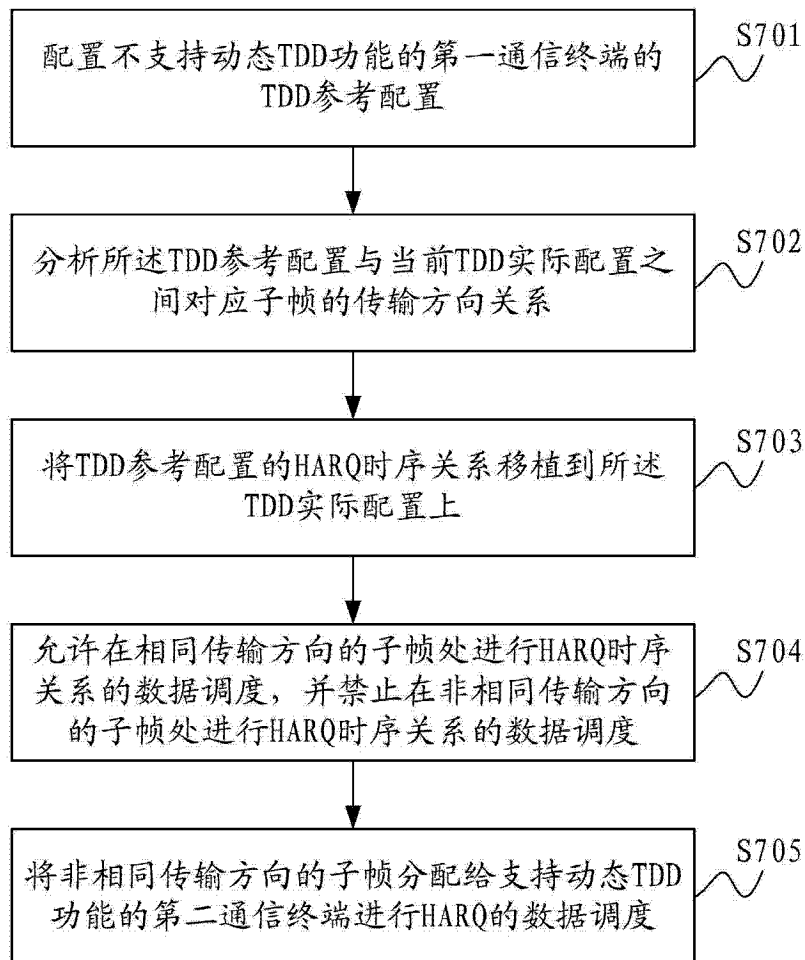 配置不支持动态TDD功能的第一通信终端的
TDD参考配置
S701
分析所述TDD参考配置与当前TDD实际配置之
间对应子帧的传输方向关系
S702
将TDD参考配置的HARQ时序关系移植到所述
TDD实际配置上
S703
允许在相同传输方向的子帧处进行HARQ时序
关系的数据调度，并禁止在非相同传输方向
的子帧处进行HARQ时序关系的数据调度
S704
将非相同传输方向的子帧分配给支持动态TDD
功能的第二通信终端进行HARQ的数据调度
S705